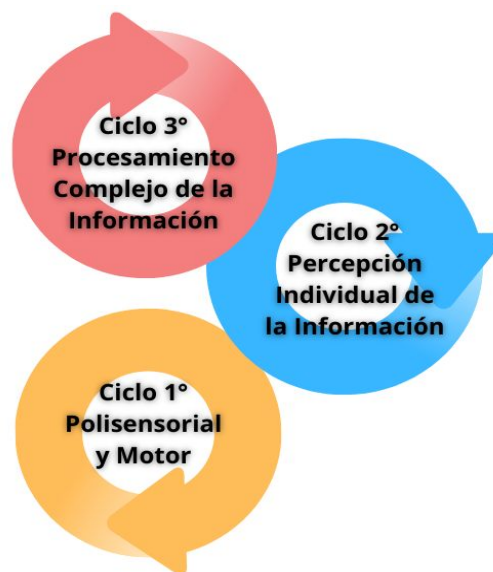 Ciclo 3°
Procesamiento
Complejo de la
Información
Ciclo 2°
Percepción
Individual de
la Información
Ciclo 1°
Polisensorial
y Motor